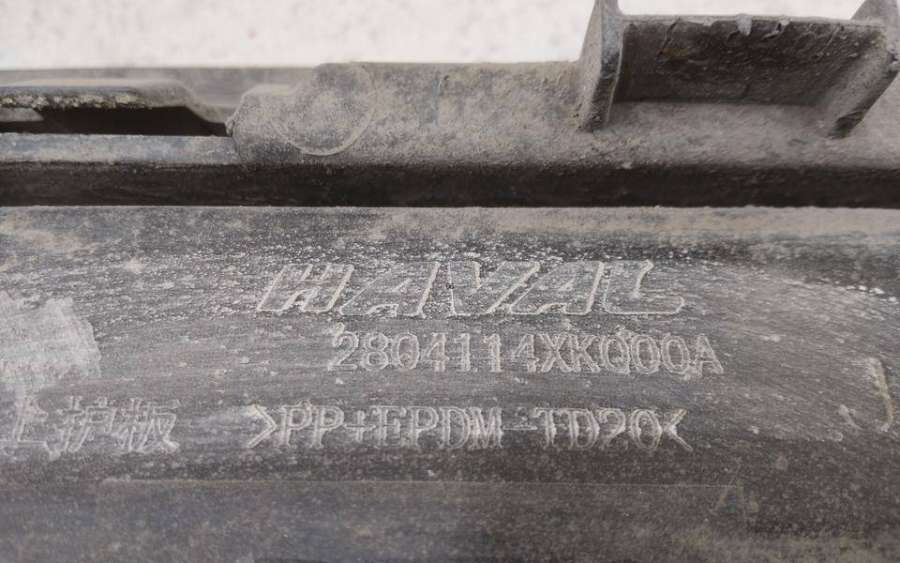 HAVAL
2804114XKQ00A
上护板 >PP+EPDM-TD20<